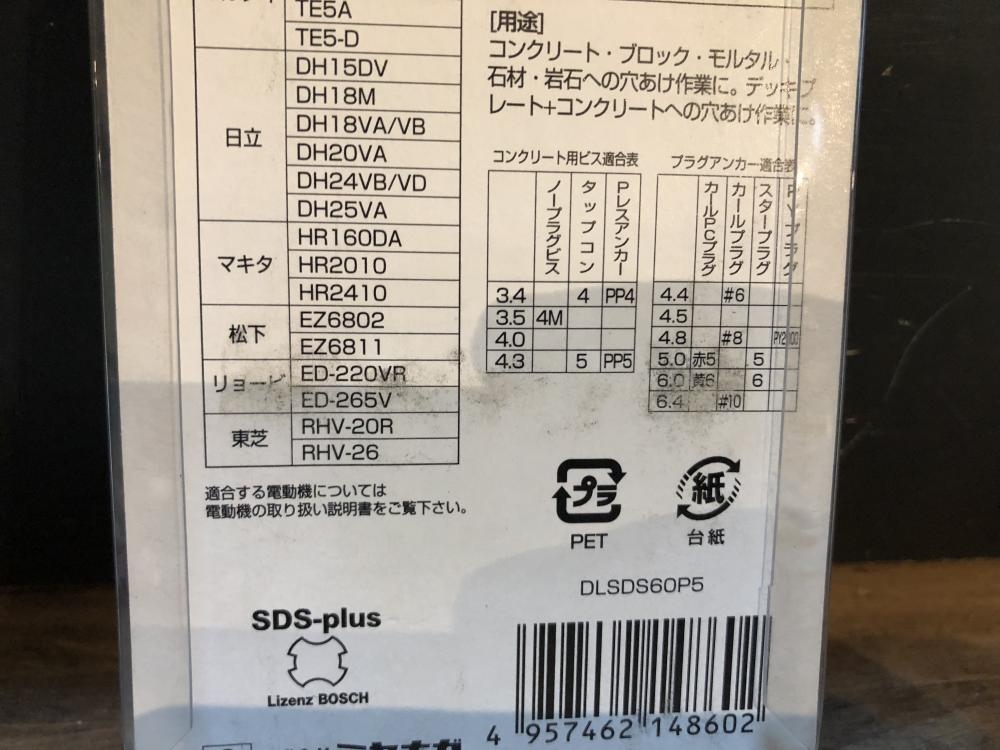 TE5A
TE5-D
日立
DH15DV
DH18M
DH18VA/VB
DH20VA
DH24VB/VD
DH25VA
マキタ
HR160DA
HR2010
HR2410
松下
EZ6802
EZ6811
リョービ
ED-220VR
ED-265V
東芝
RHV-20R
RHV-26
適合する電動機については
電動機の取り扱い説明書をご覧下さい。
[用途]
コンクリート・ブロック・モルタル・
石材・岩石への穴あけ作業に。デッキプ
レート+コンクリートへの穴あけ作業に。
コンクリート用ビス適合表
ノープラグビス タップコン Pレスアンカー
3.4 4 PP4
3.5 4M
4.0
4.3 5 PP5
プラグアンカー適合表
カールPCプラグ カールプラグ スタープラグ PYプラグ
4.4 #6
4.5
4.8 #8
5.0 赤5 5
6.0 黄6 6
6.4 #10
プラ
PET
紙
台紙
DLSDS60P5
SDS-plus
Lizenz BOSCH
4 957462 148602